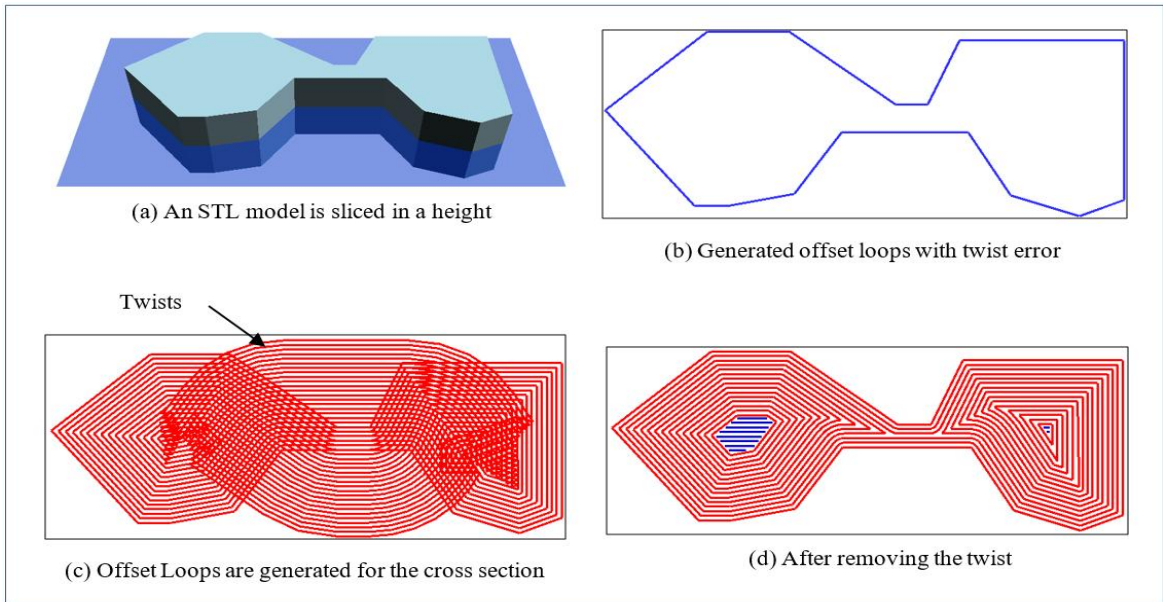 (a) An STL model is sliced in a height
(b) Generated offset loops with twist error
Twists
(c) Offset Loops are generated for the cross section
(d) After removing the twist